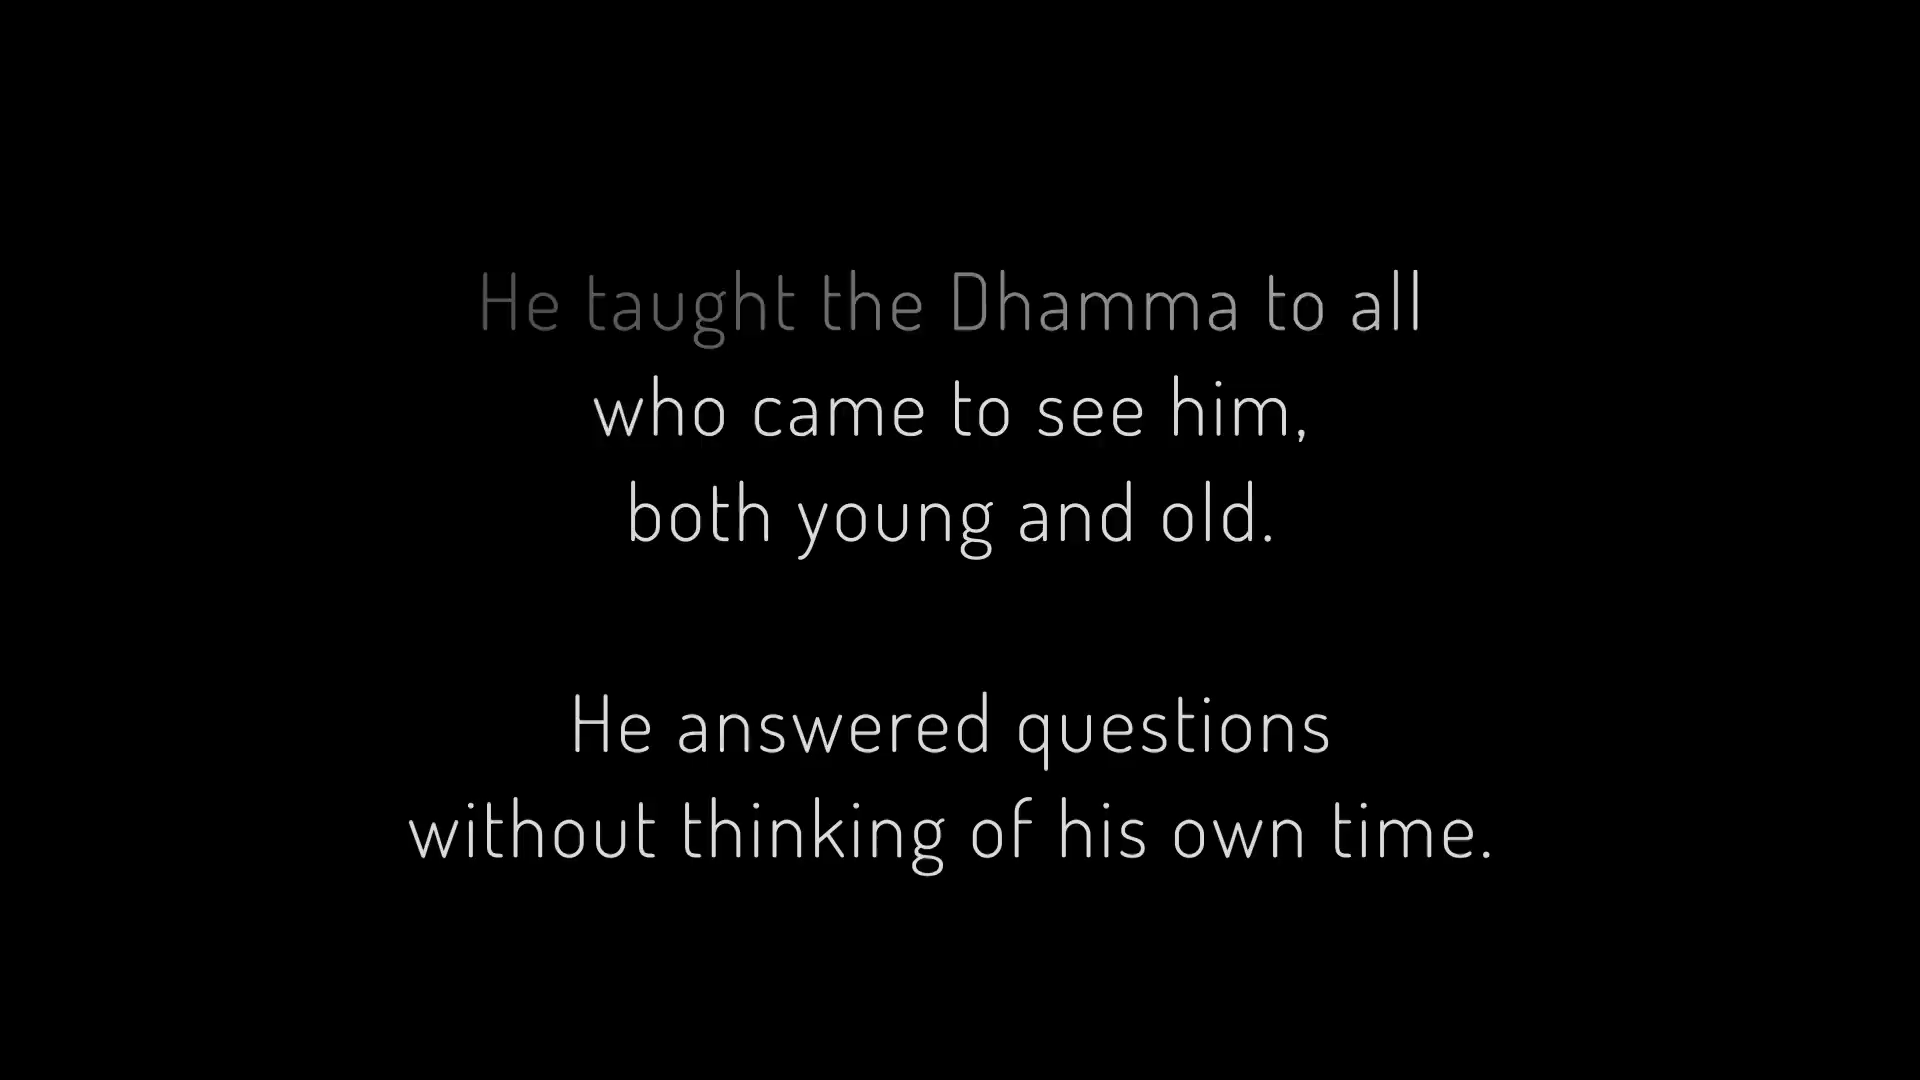 He taught the Dhamma to all
who came to see him,
both young and old.
He answered questions
without thinking of his own time.